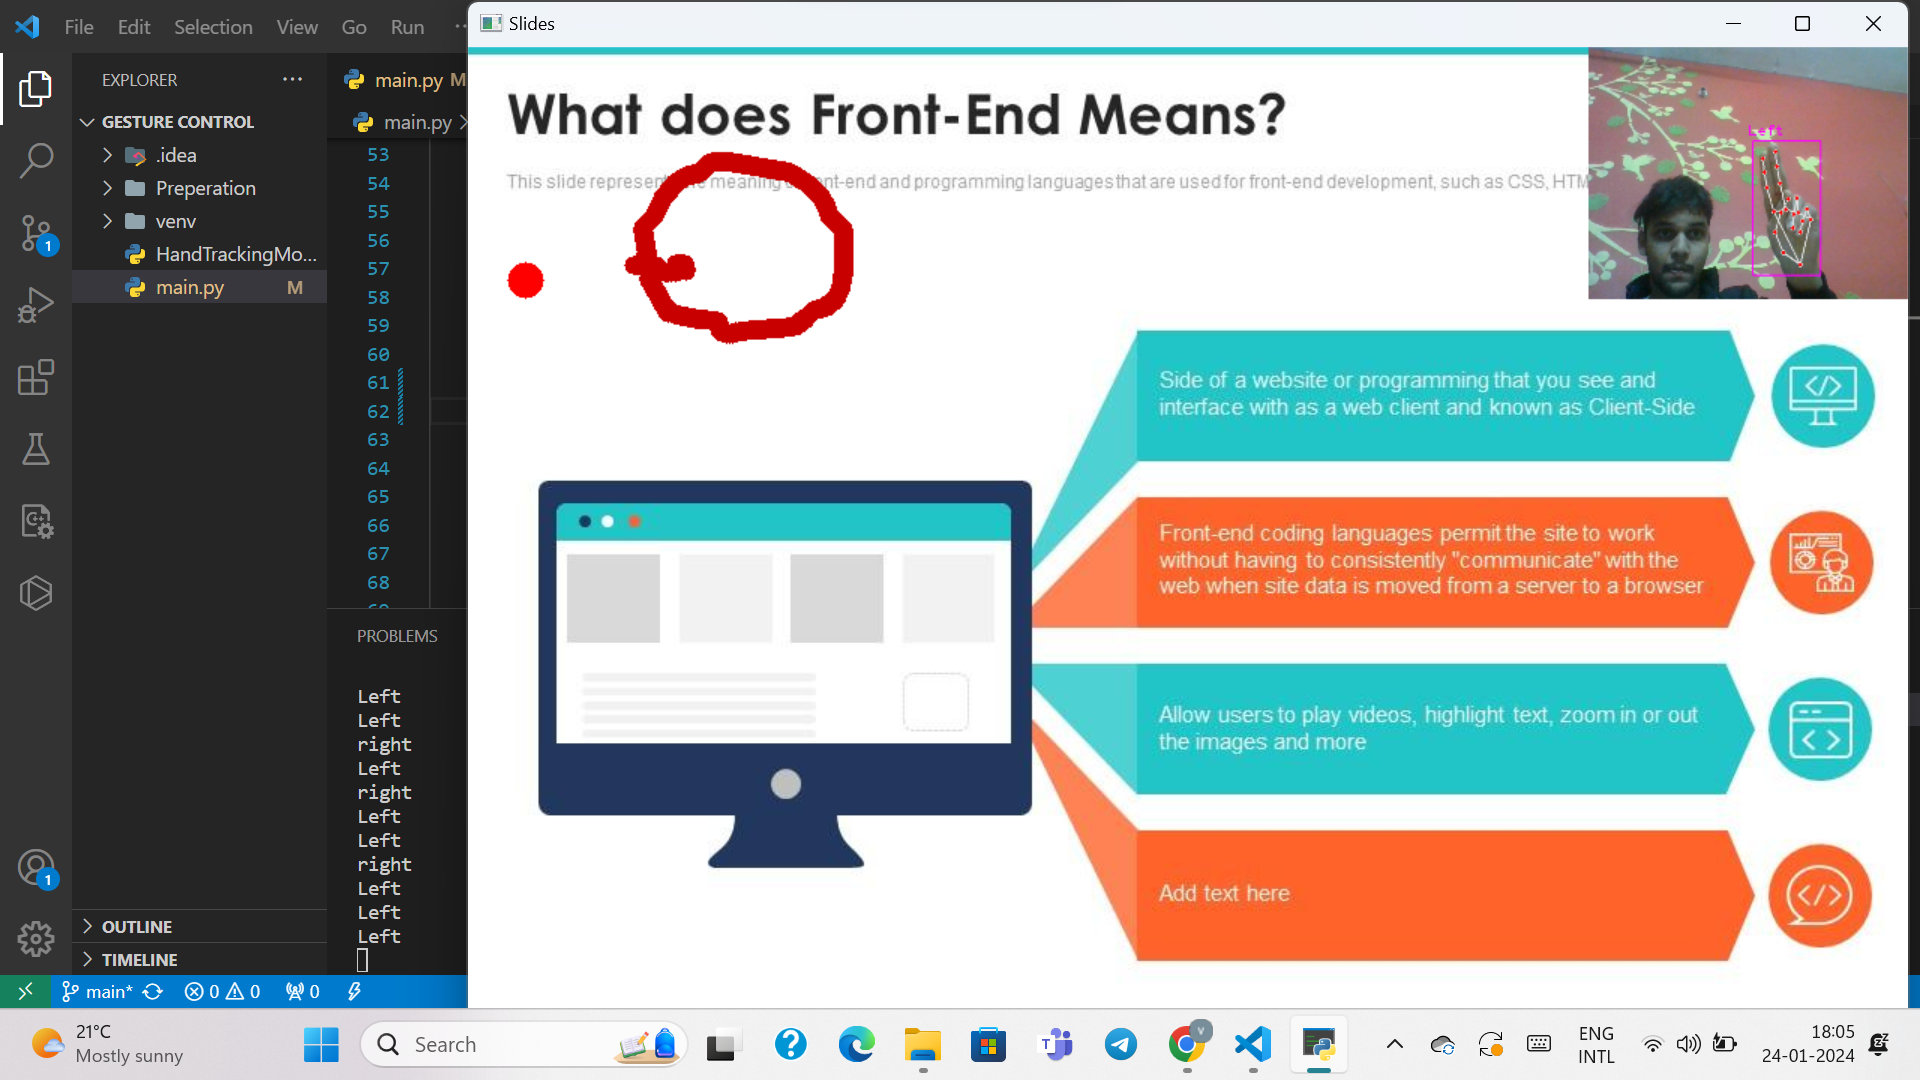 File Edit Selection View Go Run ··
Slides
EXPLORER ···
GESTURE CONTROL
.idea
Preperation
venv
HandTrackingMo...
main.py M
OUTLINE
TIMELINE
main.py M
main.py >
53
54
55
56
57
58
59
60
61
62
63
64
65
66
67
68
PROBLEMS
Left
Left
right
Left
right
Left
Left
right
Left
Left
Left
What does Front-End Means?
This slide represent meaning nt-end and programming languages that are used for front-end development, such as CSS, HTM
Left
Side of a website or programming that you see and
interface with as a web client and known as Client-Side
Front-end coding languages permit the site to work
without having to consistently "communicate" with the
web when site data is moved from a server to a browser
Allow users to play videos, highlight text, zoom in or out
the images and more
Add text here
1
1
main* 0 0 0
21°C
Mostly sunny
Search
ENG
INTL
18:05
24-01-2024